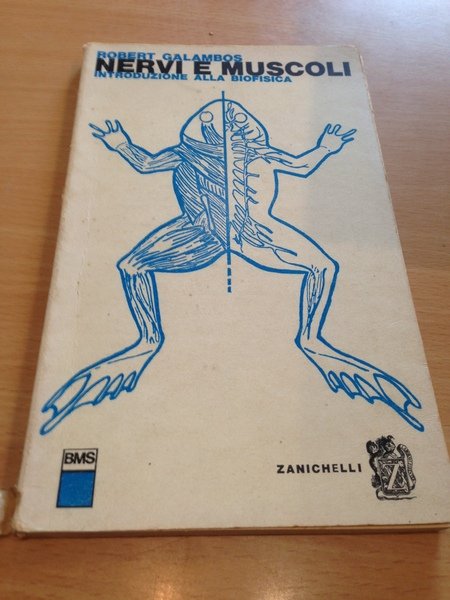 ROBERT GALAMBOS
NERVI E MUSCOLI
INTRODUZIONE ALLA BIOFISICA
BMS
ZANICHELLI
Z